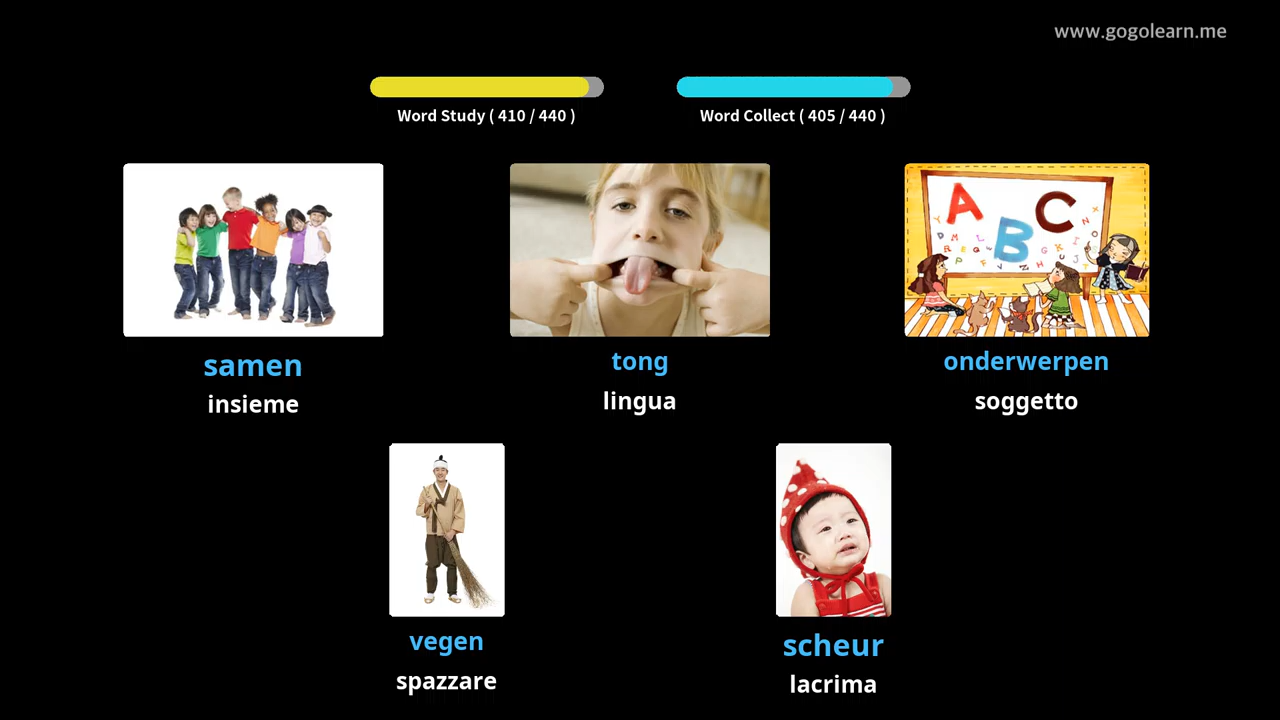 www.gogolearn.me
Word Study ( 410 / 440 )
Word Collect ( 405 / 440 )
A B C
samen
insieme
tong
lingua
onderwerpen
soggetto
vegen
spazzare
scheur
lacrima